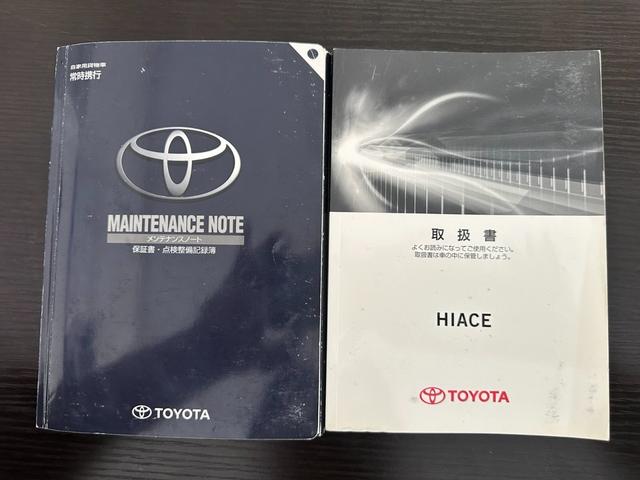 自家用貨物車
常時携行
MAINTENANCE NOTE
メンテナンスノート
保証書・点検整備記録簿
TOYOTA
取扱書
よくお読みになってご使用ください。
取扱書は車の中に保管しましょう。
HIACE
TOYOTA